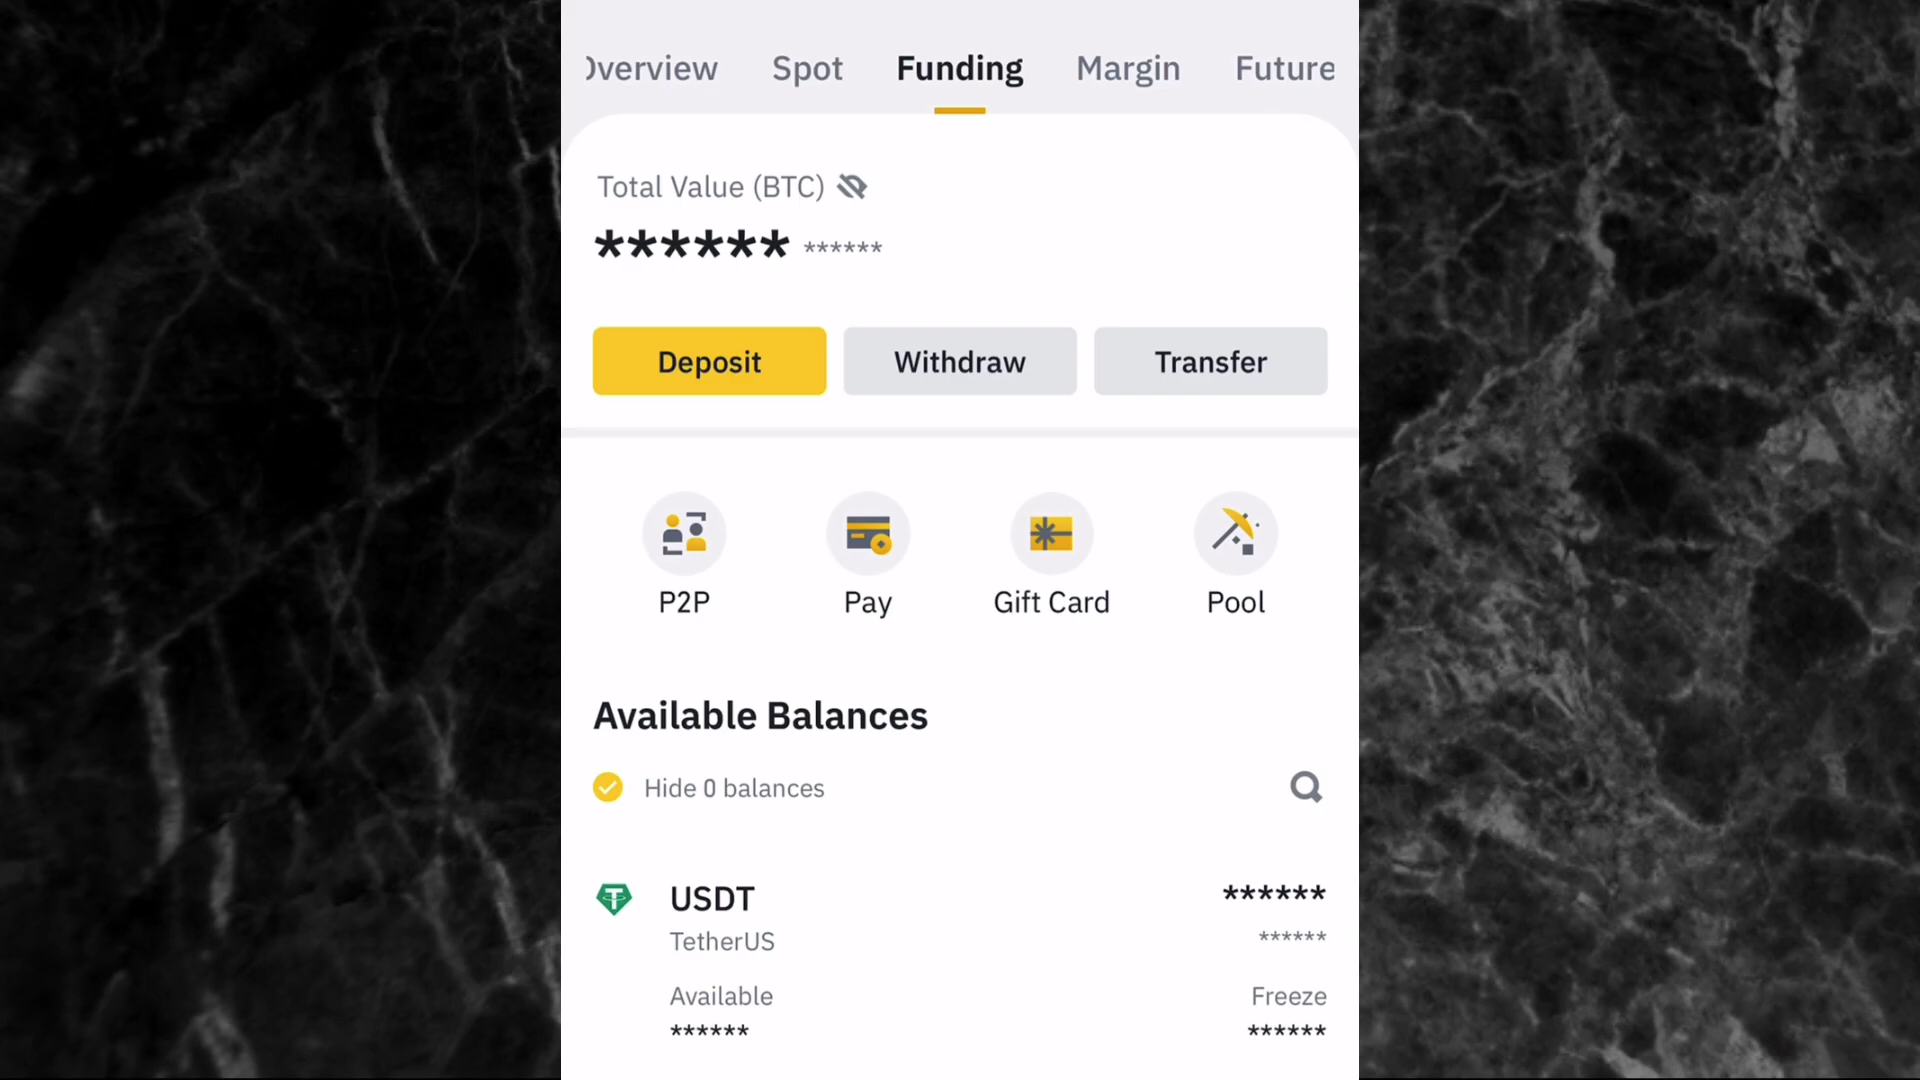 Overview Spot Funding Margin Future
Total Value (BTC)
****** ******
Deposit Withdraw Transfer
P2P Pay Gift Card Pool
Available Balances
Hide 0 balances
USDT ******
TetherUS ******
Available Freeze
****** ******